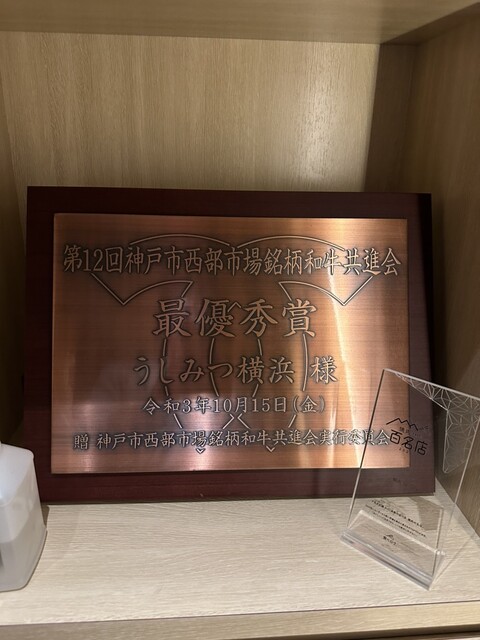 第12回神戸市西部市場銘柄和牛共進会
最優秀賞
うしみつ横浜 様
令和3年10月15日(金)
贈 神戸市西部市場銘柄和牛共進会実行委員会
百名店